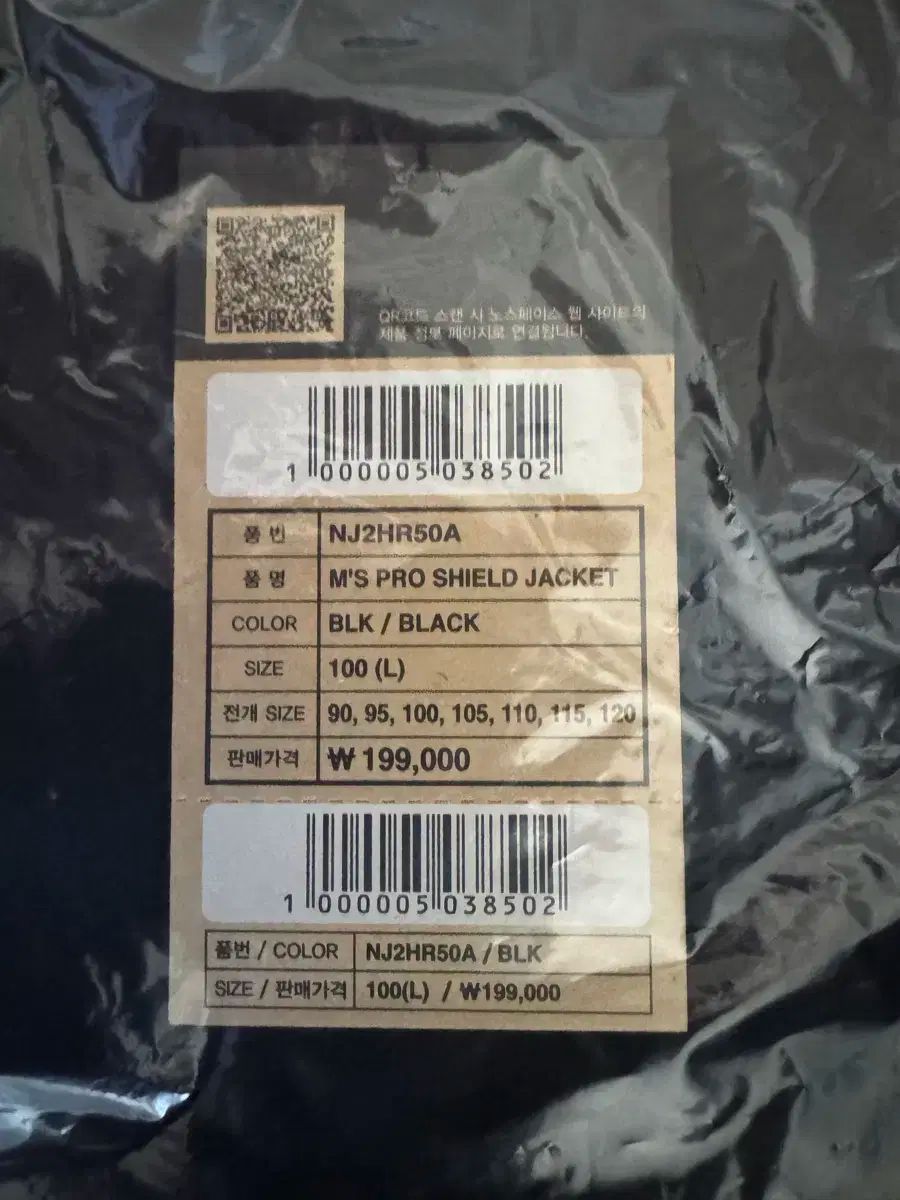 QR코드 스캔 시 노스페이스 웹 사이트의
제품 정보 페이지로 연결됩니다.
1 000005 038502
품 번 NJ2HR50A
품 명 M'S PRO SHIELD JACKET
COLOR BLK / BLACK
SIZE 100 (L)
전개 SIZE 90, 95, 100, 105, 110, 115, 120
판매가격 ₩ 199,000
1 000005 038502
품번 / COLOR NJ2HR50A / BLK
SIZE / 판매가격 100(L) / ₩199,000